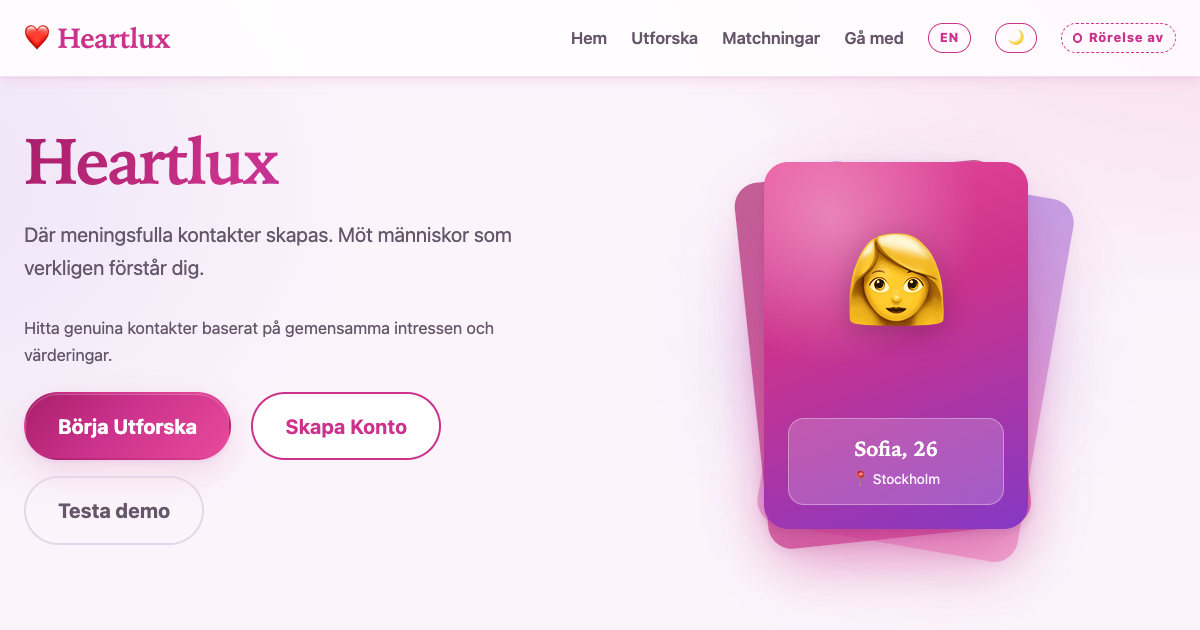 Heartlux
Hem
Utforska
Matchningar
Gå med
EN
Rörelse av
Heartlux
Där meningsfulla kontakter skapas. Möt människor som
verkligen förstår dig.
Hitta genuina kontakter baserat på gemensamma intressen och
värderingar.
Börja Utforska
Skapa Konto
Testa demo
Sofia, 26
Stockholm